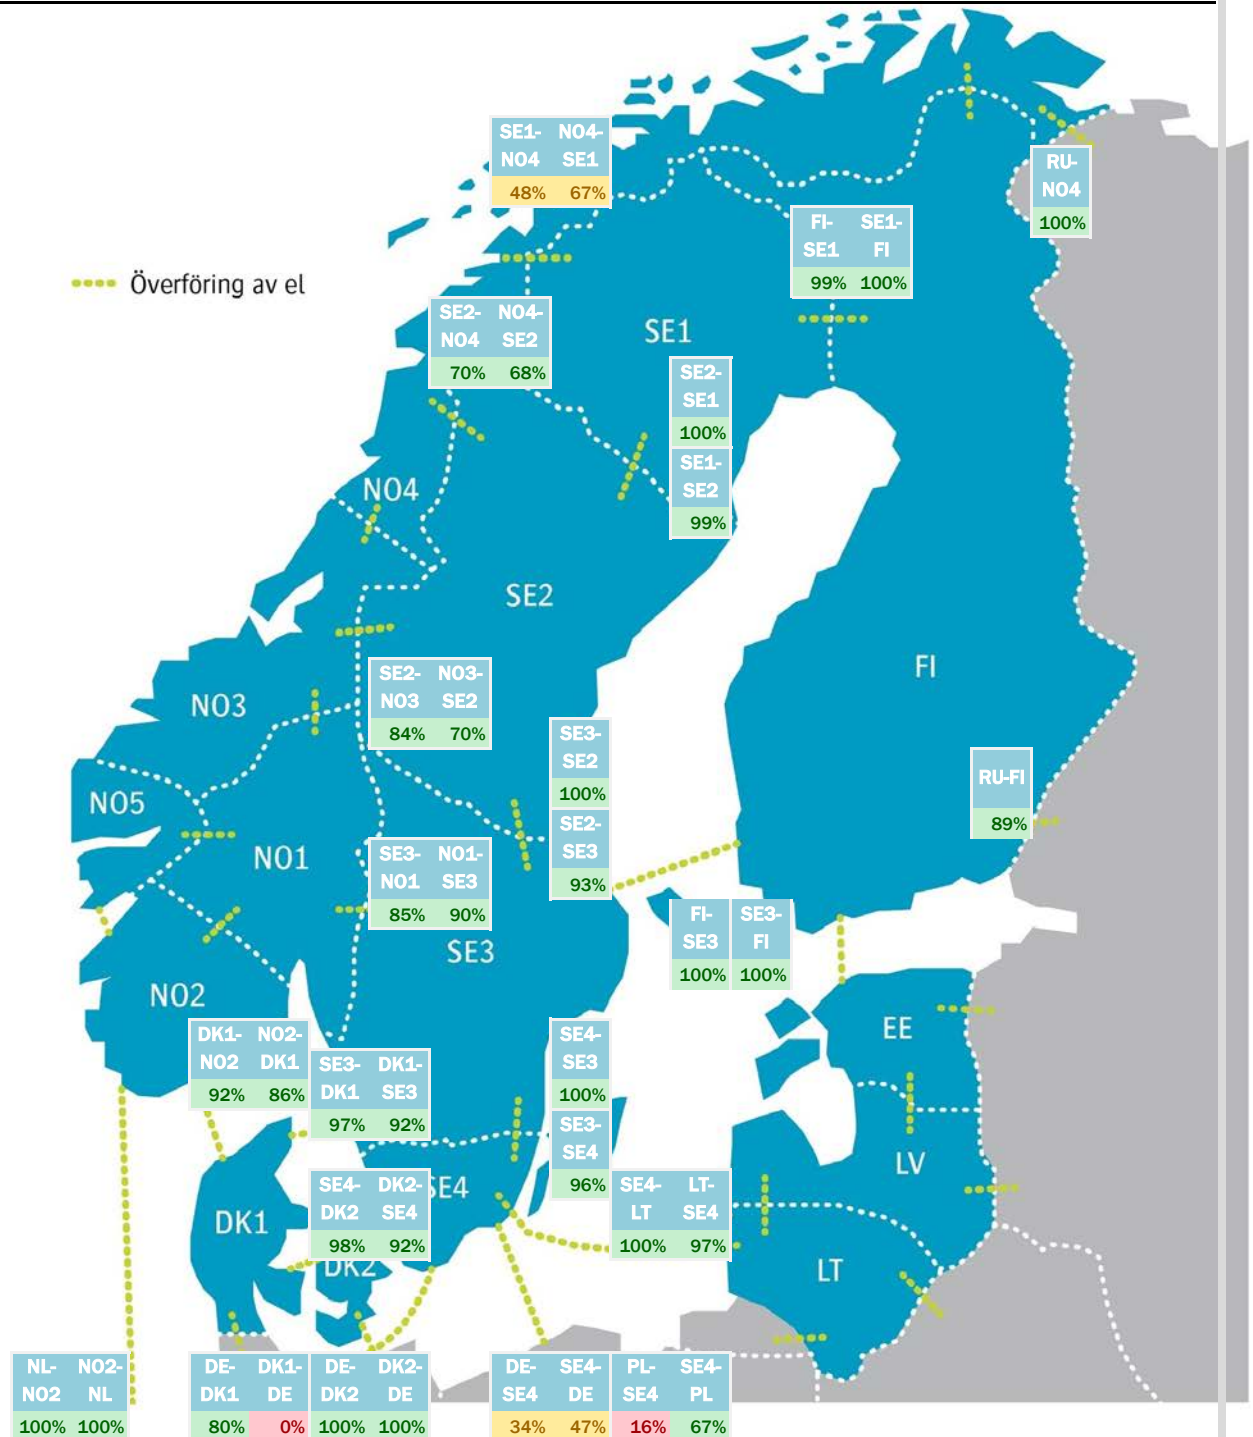 SE1- NO4-
NO4 SE1
48% 67%
RU-
NO4
100%
FI- SE1-
SE1 FI
99% 100%
Överföring av el
SE2- NO4-
NO4 SE2
70% 68%
SE1
SE2-
SE1
100%
SE1-
SE2
99%
NO4
SE2
FI
SE2- NO3-
NO3 SE2
84% 70%
NO3
SE3-
SE2
100%
RU-FI
89%
NO5
SE2-
SE3
93%
NO1
SE3- NO1-
NO1 SE3
85% 90%
FI- SE3-
SE3 FI
100% 100%
SE3
NO2
DK1- NO2-
NO2 DK1
92% 86%
EE
SE4-
SE3
100%
SE3- DK1-
DK1 SE3
97% 92%
SE3-
SE4
96%
LV
SE4- DK2-
DK2 SE4
98% 92%
SE4
SE4- LT-
LT SE4
100% 97%
DK1
DK2
LT
NL- NO2-
NO2 NL
100% 100%
DE- DK1-
DK1 DE
80% 0%
DE- DK2-
DK2 DE
100% 100%
DE- SE4-
SE4 DE
34% 47%
PL- SE4-
SE4 PL
16% 67%